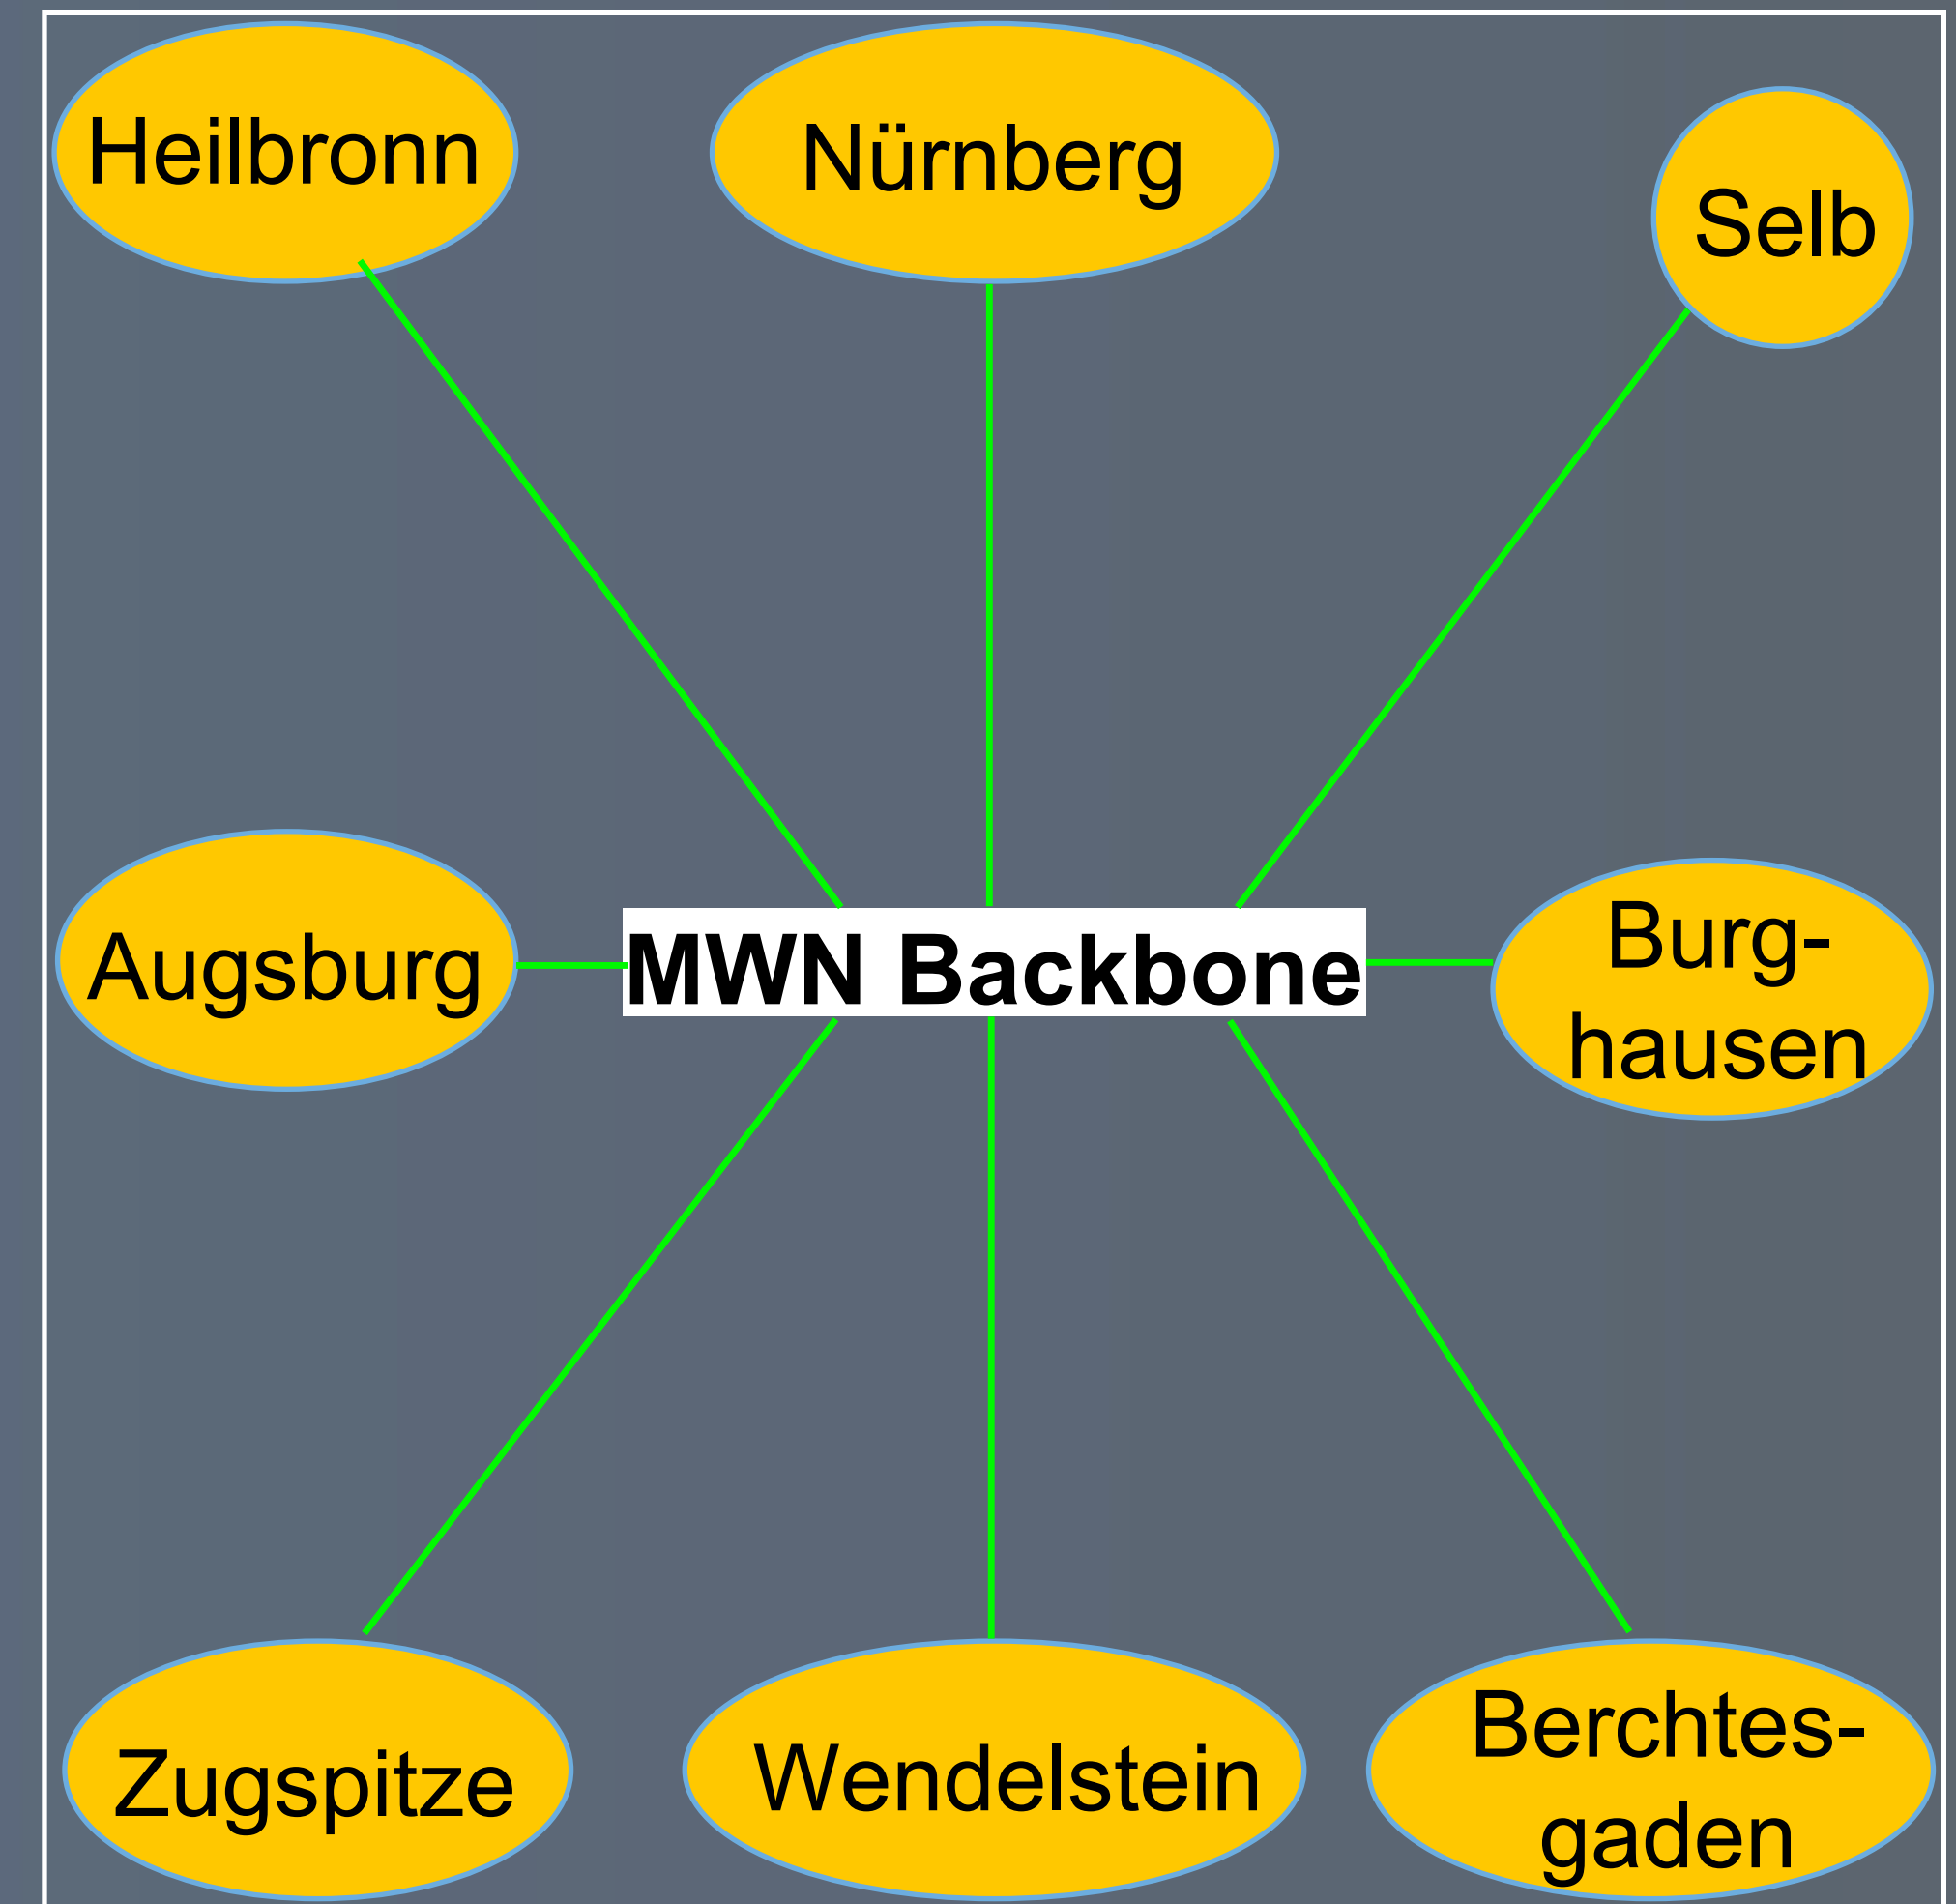 Heilbronn
Nürnberg
Selb
Augsburg
MWN Backbone
Burg-
hausen
Zugspitze
Wendelstein
Berchtes-
gaden